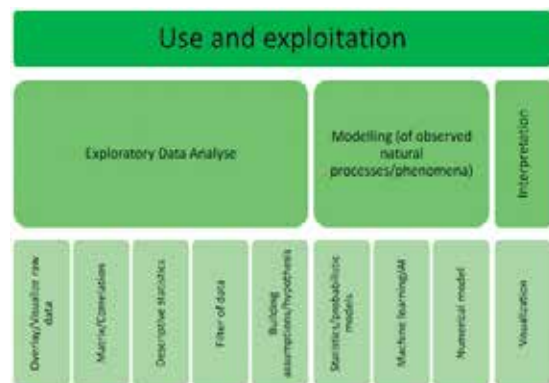 Use and exploitation
Exploratory Data Analyse
Modelling (of observed
natural
processes/phenomena)
Interpretation
Overlay/Visualize raw
data
Matrix/Correlation
Descriptive statistics
Filter of data
Building
assumptions/hypothesis
Statistics/probabilistic
models
Machine learning/AI
Numerical model
Visualization